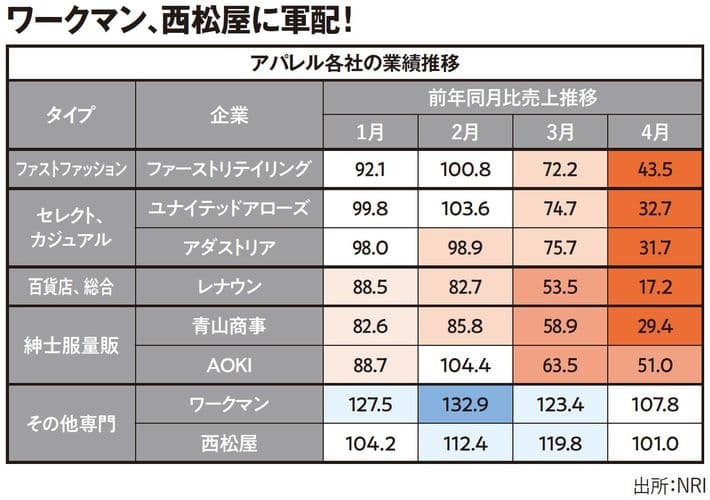 ワークマン、西松屋に軍配!
アパレル各社の業績推移
タイプ 企業 前年同月比売上推移
1月 2月 3月 4月
ファストファッション ファーストリテイリング 92.1 100.8 72.2 43.5
セレクト、
カジュアル
ユナイテッドアローズ 99.8 103.6 74.7 32.7
アダストリア 98.0 98.9 75.7 31.7
百貨店、総合 レナウン 88.5 82.7 53.5 17.2
紳士服量販
青山商事 82.6 85.8 58.9 29.4
AOKI 88.7 104.4 63.5 51.0
その他専門
ワークマン 127.5 132.9 123.4 107.8
西松屋 104.2 112.4 119.8 101.0
出所:NRI